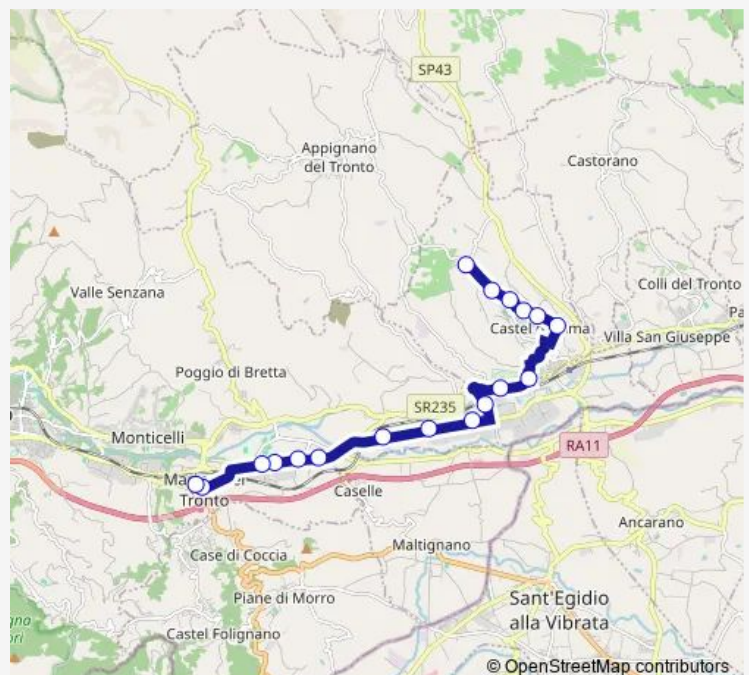 SP43
Appignano
del Tronto
Castorano
Valle Senzana
Colli del Tronto
Castel
ma
Villa San Giuseppe
Poggio di Bretta
SR235
Monticelli
RA11
Tronto
Caselle
Ancarano
Case di Coccia
Maltignano
Piane di Morro
Sant'Egidio
alla Vibrata
Castel Folignano
© OpenStreetMap contributors